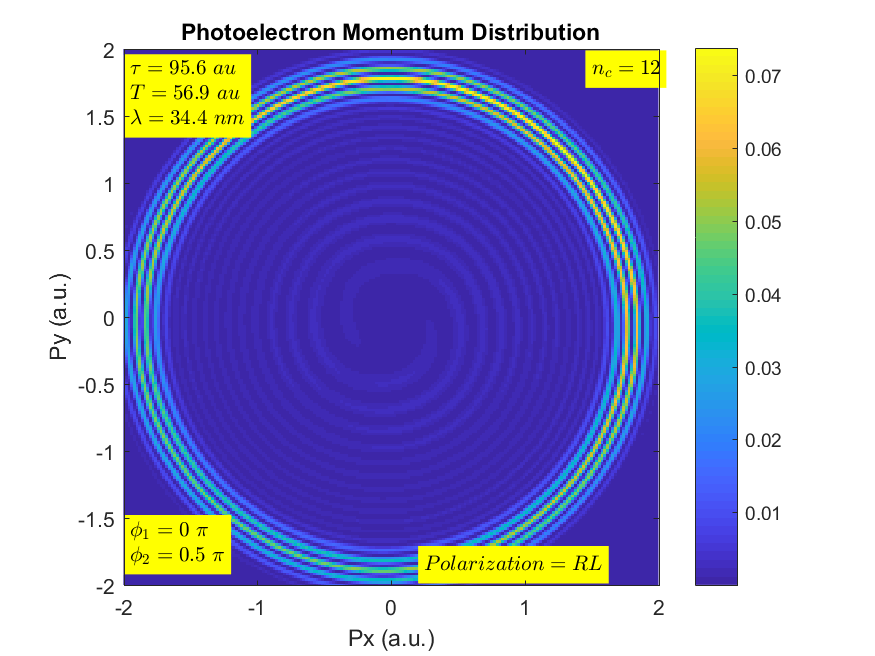 Photoelectron Momentum Distribution
τ = 95.6 au
T = 56.9 au
λ = 34.4 nm
n_c = 12
ϕ_1 = 0 π
ϕ_2 = 0.5 π
Polarization = RL
2
1.5
1
0.5
0
-0.5
-1
-1.5
-2
Py (a.u.)
-2 -1 0 1 2
Px (a.u.)
0.07
0.06
0.05
0.04
0.03
0.02
0.01